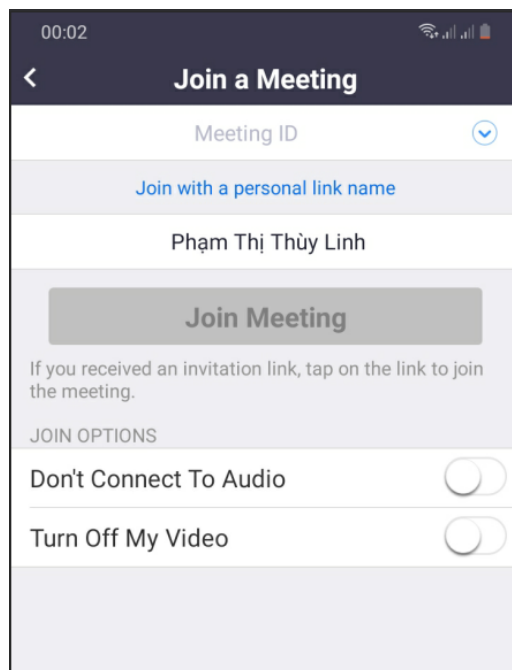 00:02
Join a Meeting
Meeting ID
Join with a personal link name
Phạm Thị Thùy Linh
Join Meeting
If you received an invitation link, tap on the link to join
the meeting.
JOIN OPTIONS
Don't Connect To Audio
Turn Off My Video